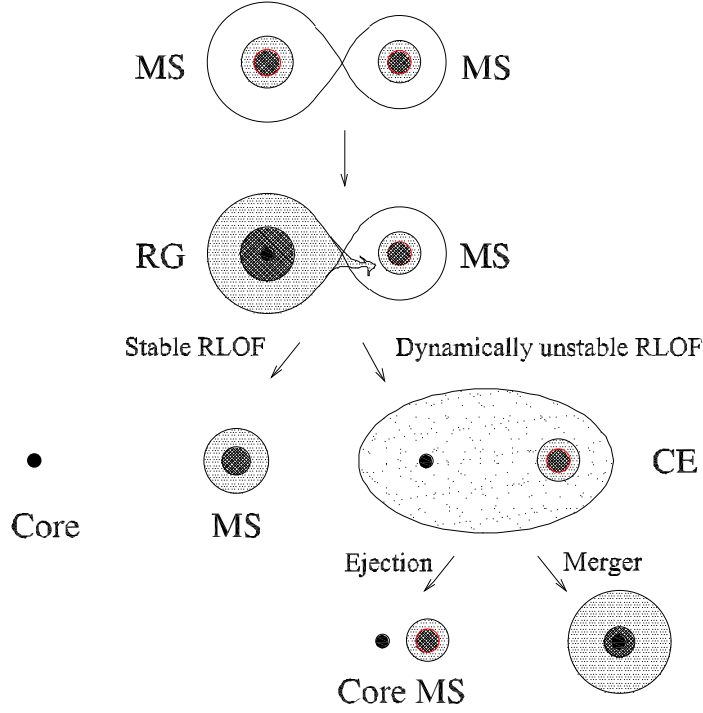 MS MS
RG MS
Stable RLOF Dynamically unstable RLOF
CE
Core MS
Ejection Merger
Core MS